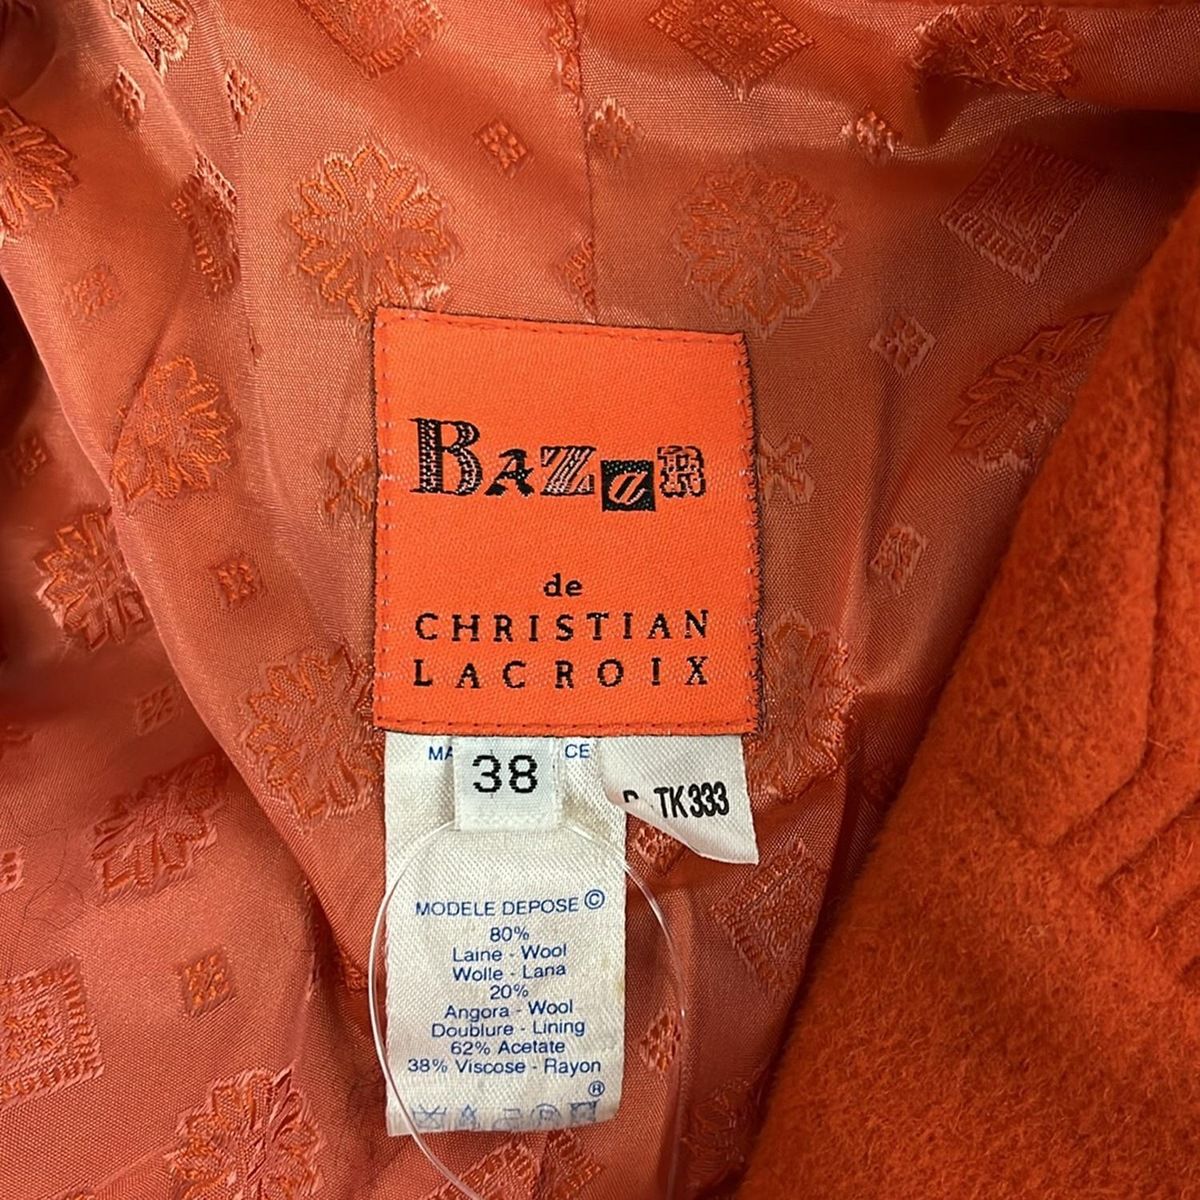 BAZaR
de
CHRISTIAN
LACROIX
38
CE
TK333
MODELE DEPOSE ©
80%
Laine - Wool
Wolle - Lana
20%
Angora - Wool
Doublure - Lining
62% Acetate
38% Viscose - Rayon
®